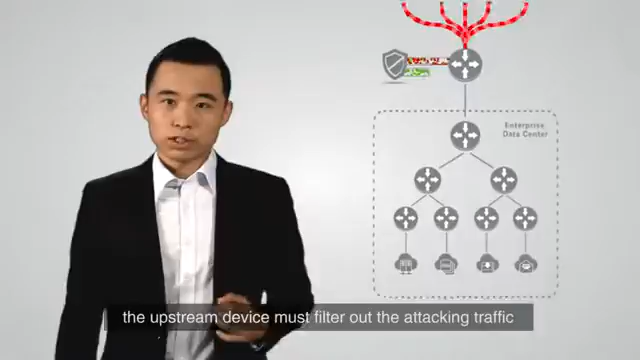 Enterprise
Data Center
the upstream device must filter out the attacking traffic